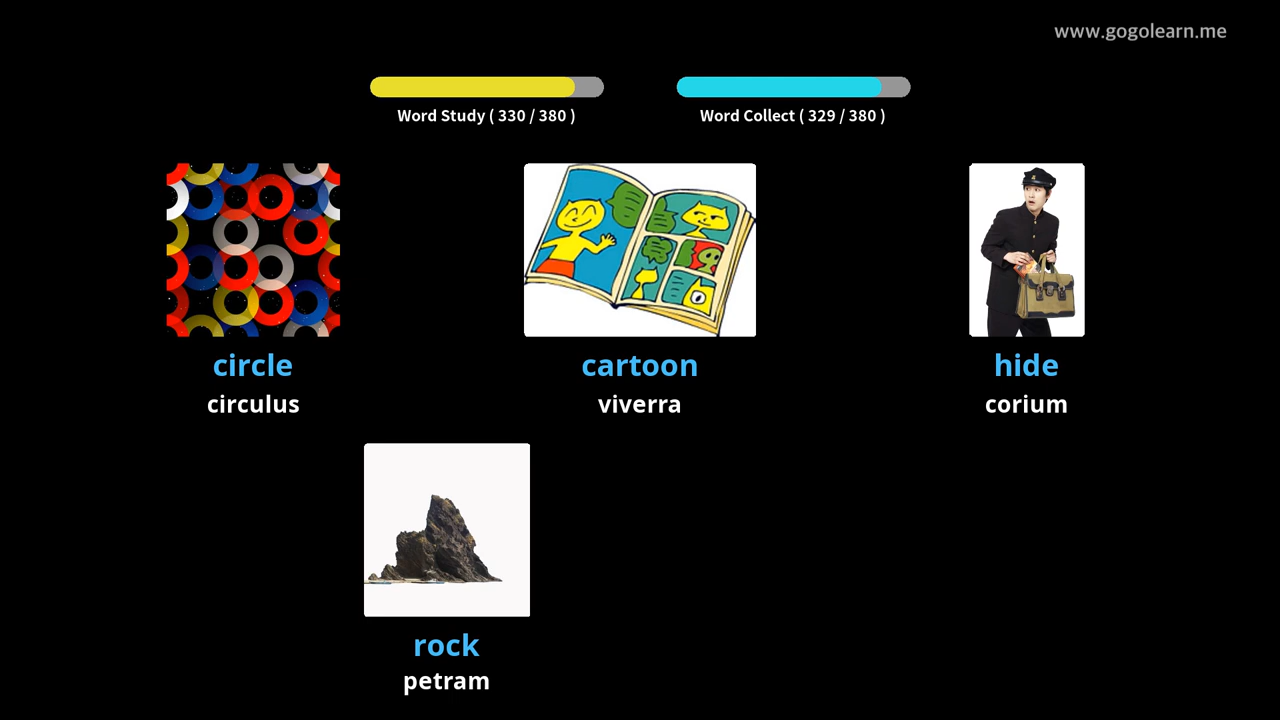 www.gogolearn.me
Word Study ( 330 / 380 )
Word Collect ( 329 / 380 )
circle
circulus
cartoon
viverra
hide
corium
rock
petram